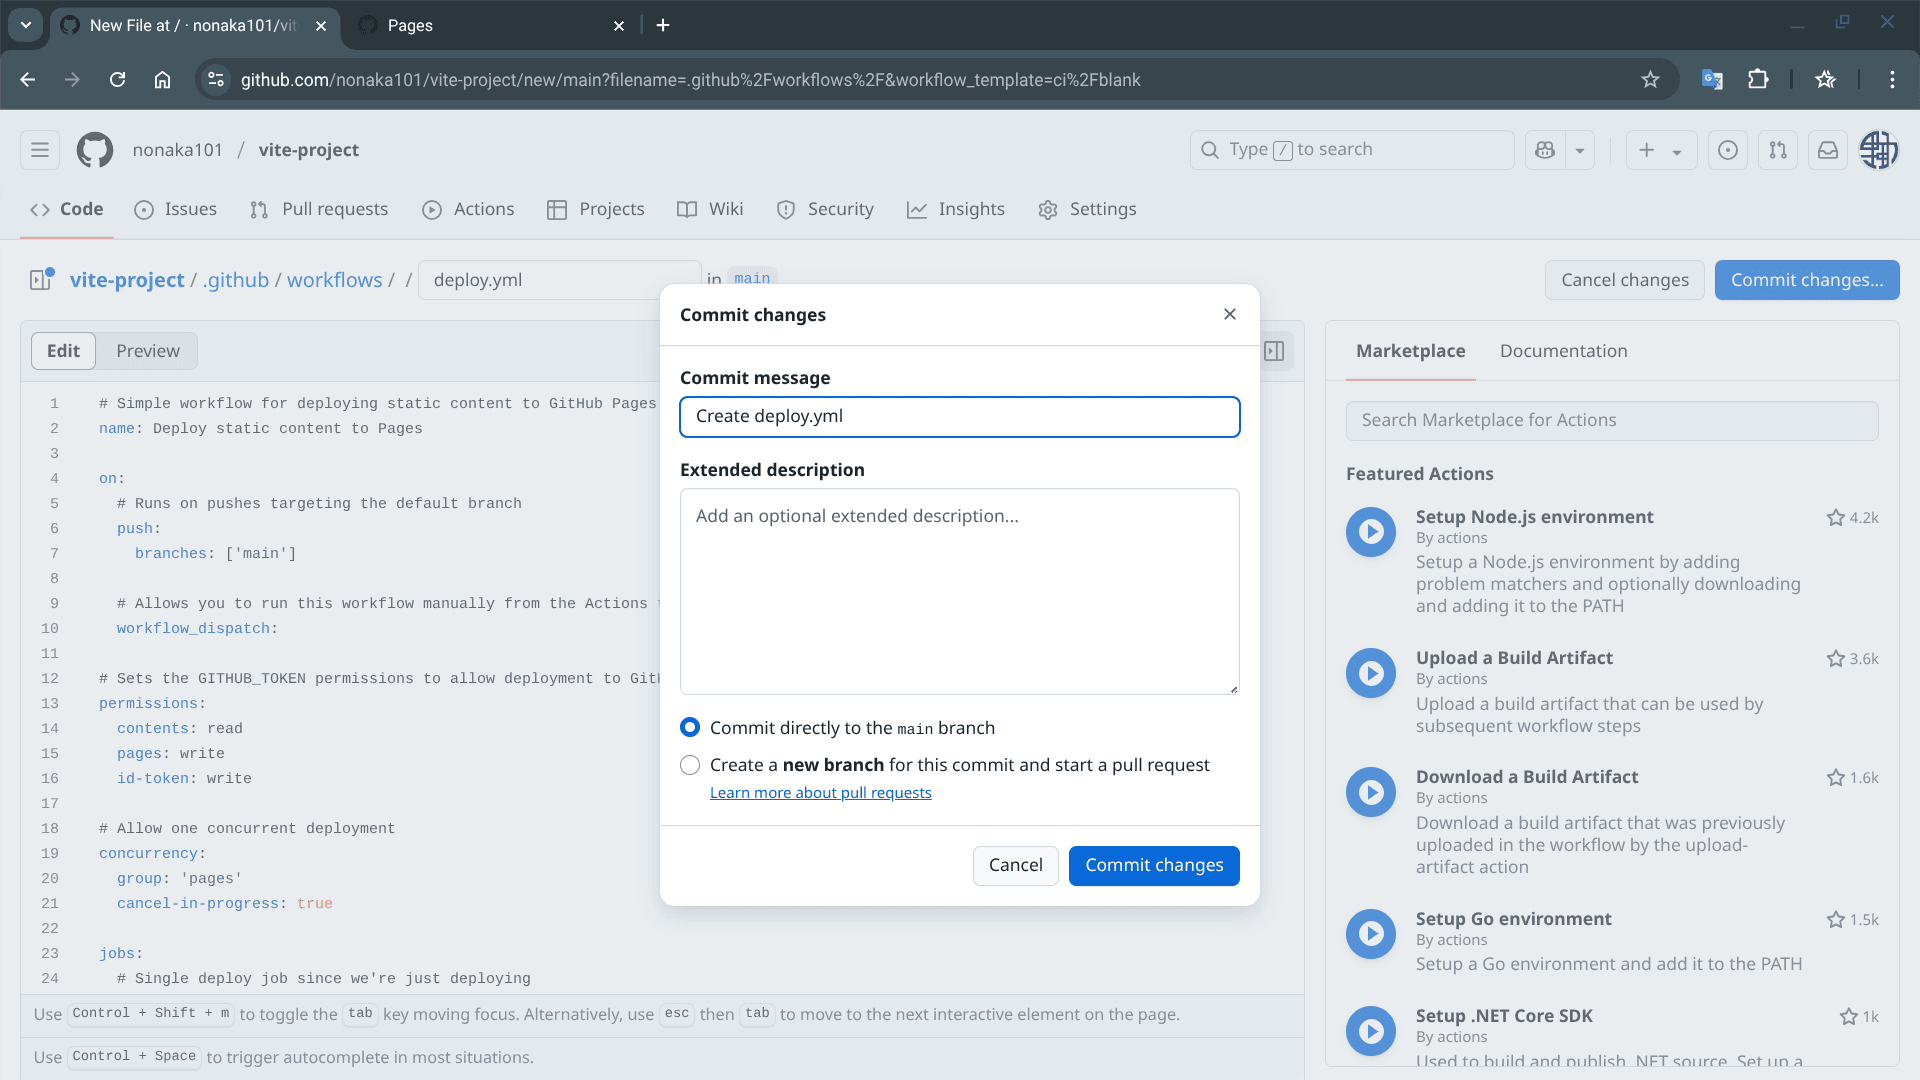 New File at / · nonaka101/vit
Pages
github.com/nonaka101/vite-project/new/main?filename=.github%2Fworkflows%2F&workflow_template=ci%2Fblank
nonaka101 / vite-project
Type / to search
Code
Issues
Pull requests
Actions
Projects
Wiki
Security
Insights
Settings
vite-project / .github / workflows / / deploy.yml in main
Cancel changes
Commit changes...
Edit
Preview
1 # Simple workflow for deploying static content to GitHub Pages
2 name: Deploy static content to Pages
3
4 on:
5 # Runs on pushes targeting the default branch
6 push:
7 branches: ['main']
8
9 # Allows you to run this workflow manually from the Actions
10 workflow_dispatch:
11
12 # Sets the GITHUB_TOKEN permissions to allow deployment to Git
13 permissions:
14 contents: read
15 pages: write
16 id-token: write
17
18 # Allow one concurrent deployment
19 concurrency:
20 group: 'pages'
21 cancel-in-progress: true
22
23 jobs:
24 # Single deploy job since we're just deploying
Use Control + Shift + m to toggle the tab key moving focus. Alternatively, use esc then tab to move to the next interactive element on the page.
Use Control + Space to trigger autocomplete in most situations.
Commit changes
Commit message
Create deploy.yml
Extended description
Add an optional extended description...
Commit directly to the main branch
Create a new branch for this commit and start a pull request
Learn more about pull requests
Cancel
Commit changes
Marketplace
Documentation
Search Marketplace for Actions
Featured Actions
Setup Node.js environment
4.2k
By actions
Setup a Node.js environment by adding
problem matchers and optionally downloading
and adding it to the PATH
Upload a Build Artifact
3.6k
By actions
Upload a build artifact that can be used by
subsequent workflow steps
Download a Build Artifact
1.6k
By actions
Download a build artifact that was previously
uploaded in the workflow by the upload-
artifact action
Setup Go environment
1.5k
By actions
Setup a Go environment and add it to the PATH
Setup .NET Core SDK
1k
By actions
Used to build and publish .NET source. Set up a